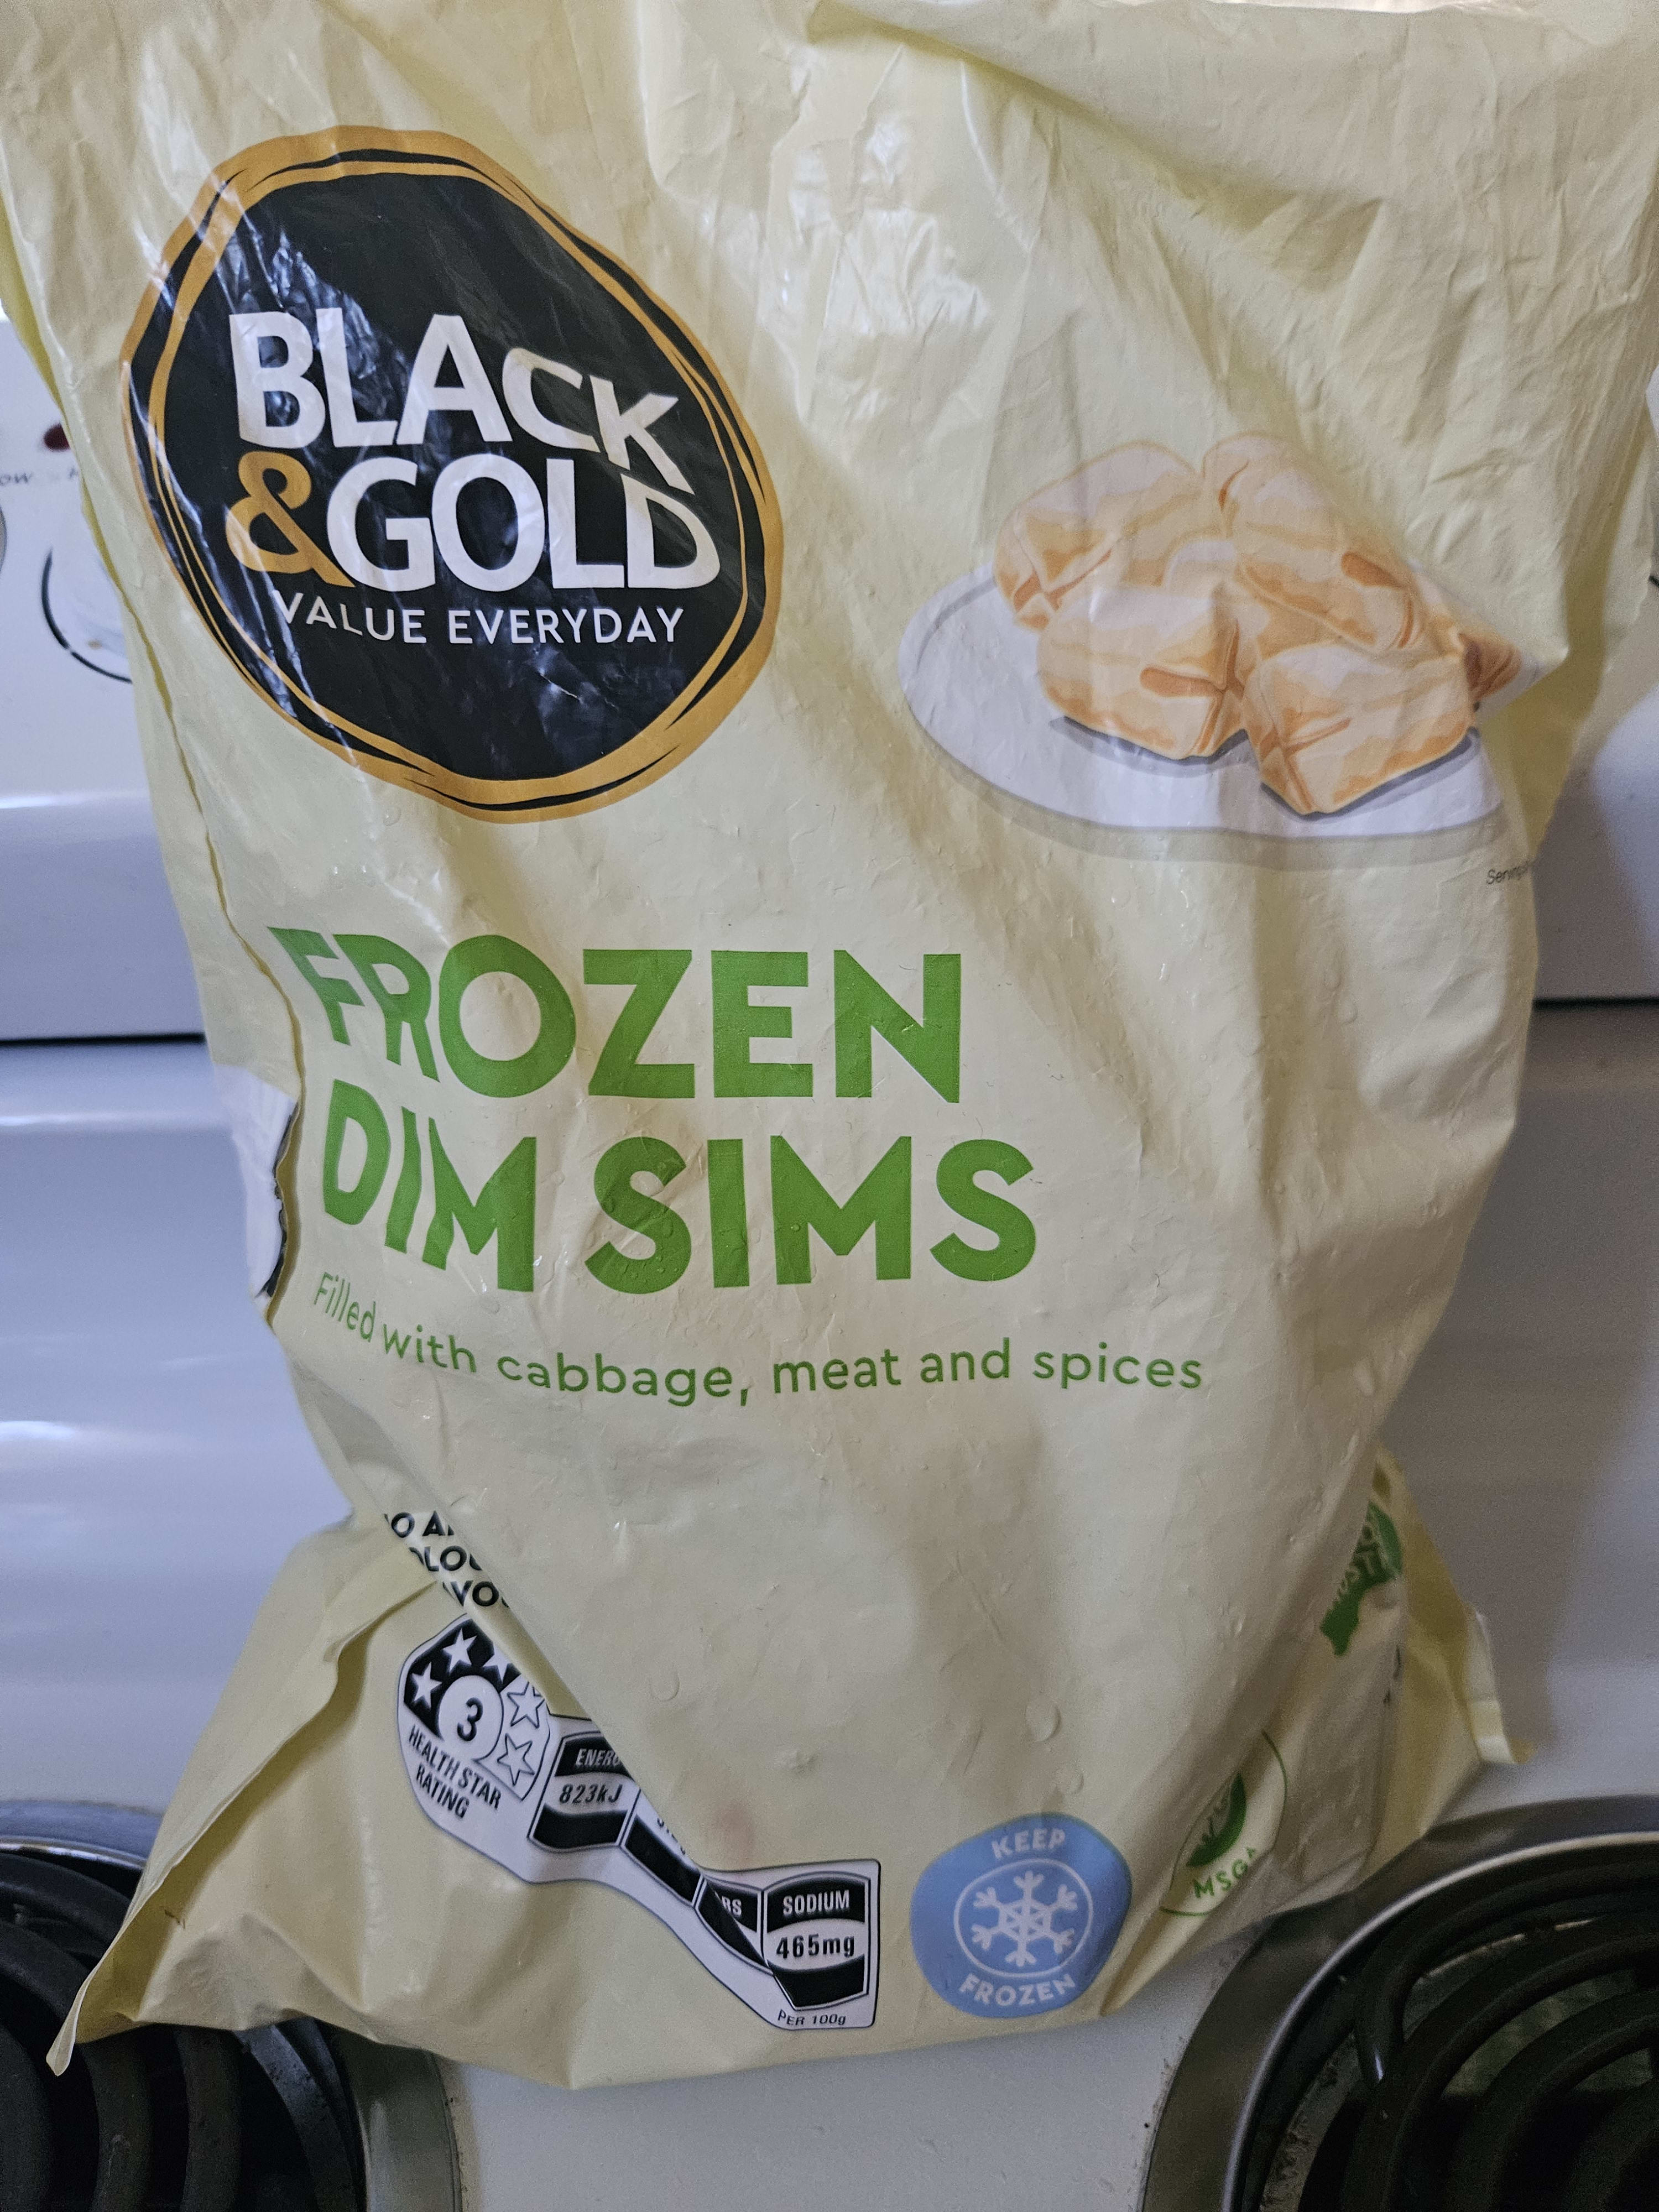 BLACK
&GOLD
VALUE EVERYDAY
FROZEN
DIM SIMS
Filled with cabbage, meat and spices
3
HEALTH STAR
RATING
823kJ
SODIUM
465mg
PER 100g
KEEP
FROZEN